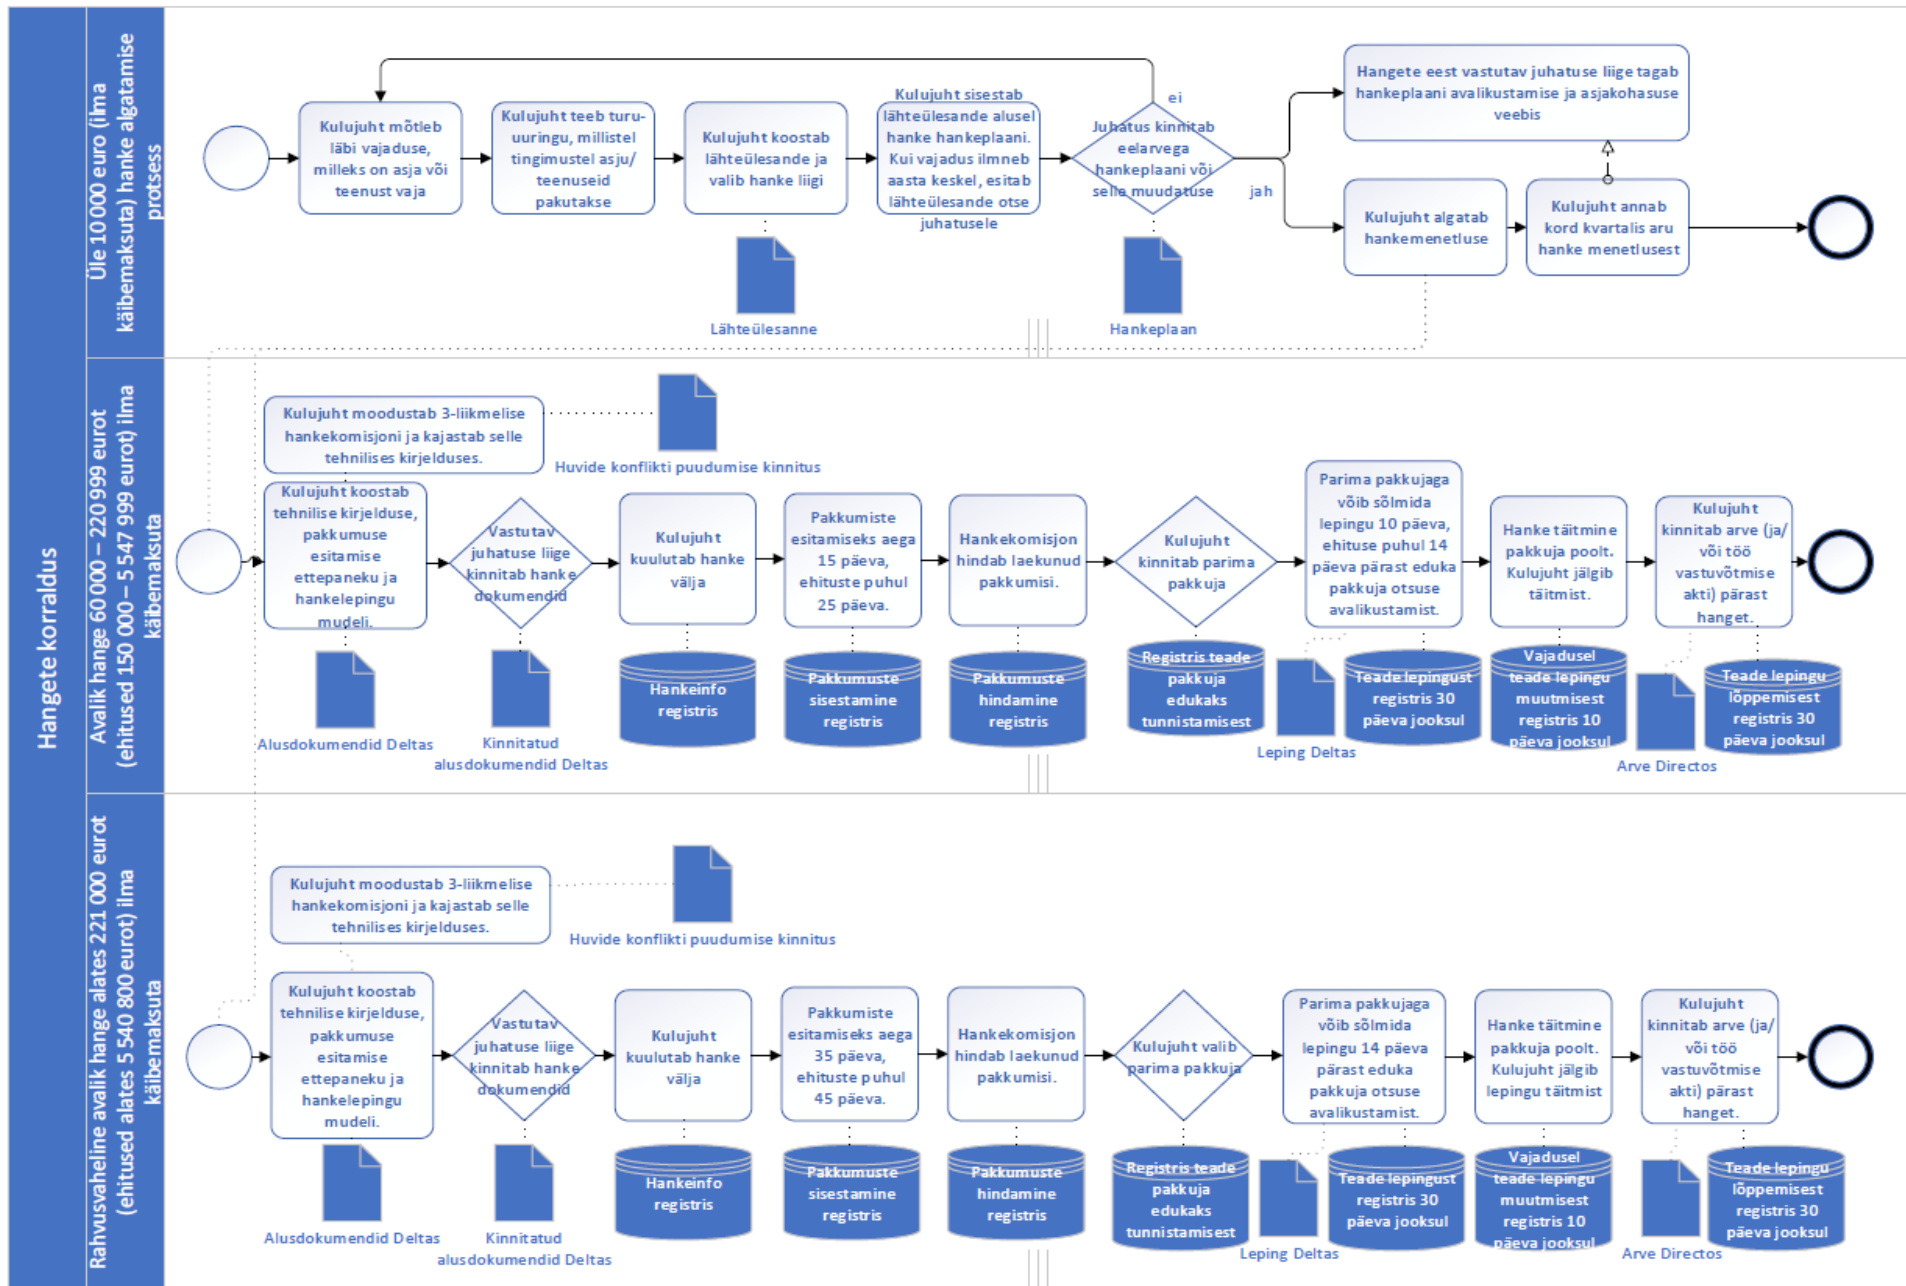 Hangete korraldus
Üle 10 000 euro (ilma
käibemaksuta) hanke algatamise
protsess
Kulujuht mõtleb
läbi vajaduse,
milleks on asja või
teenust vaja
Kulujuht teeb turu-
uuringu, millistel
tingimustel asju/
teenuseid
pakutakse
Kulujuht koostab
lähteülesande ja
valib hanke liigi
Kulujuht sisestab
lähteülesande alusel
hanke hankeplaani.
Kui vajadus ilmneb
aasta keskel, esitab
lähteülesande otse
juhatusele
Juhatus kinnitab
eelarvega
hankeplaani või
selle muudatuse
ei
jah
Hangete eest vastutav juhatuse liige tagab
hankeplaani avalikustamise ja asjakohasuse
veebis
Kulujuht algatab
hankemenetluse
Kulujuht annab
kord kvartalis aru
hanke menetlusest
Lähteülesanne
Hankeplaan
Avalik hange 60 000 – 220 999 eurot
(ehitused 150 000 – 5 547 999 eurot) ilma
käibemaksuta
Kulujuht moodustab 3-liikmelise
hankekomisjoni ja kajastab selle
tehnilises kirjelduses.
Huvide konflikti puudumise kinnitus
Kulujuht koostab
tehnilise kirjelduse,
pakkumuse
esitamise
ettepaneku ja
hankelepingu
mudeli.
Vastutav
juhatuse liige
kinnitab hanke
dokumendid
Kulujuht
kuulutab hanke
välja
Pakkumiste
esitamiseks aega
15 päeva,
ehituste puhul
25 päeva.
Hankekomisjon
hindab laekunud
pakkumisi.
Kulujuht
kinnitab parima
pakkuja
Parima pakkujaga
võib sõlmida
lepingu 10 päeva,
ehituse puhul 14
päeva pärast eduka
pakkuja otsuse
avalikustamist.
Hanke täitmine
pakkuja poolt.
Kulujuht jälgib
täitmist.
Kulujuht
kinnitab arve (ja/
või töö
vastuvõtmise
akti) pärast
hanget.
Alusdokumendid Deltas
Kinnitatud
alusdokumendid Deltas
Hankeinfo
registris
Pakkumuste
sisestamine
registris
Pakkumuste
hindamine
registris
Registris teade
pakkuja
edukaks
tunnistamisest
Leping Deltas
Teade lepingust
registris 30
päeva jooksul
Vajadusel
teade lepingu
muutmisest
registris 10
päeva jooksul
Arve Directos
Teade lepingu
lõppemisest
registris 30
päeva jooksul
Rahvusvaheline avalik hange alates 221 000 eurot
(ehitused alates 5 540 800 eurot) ilma
käibemaksuta
Kulujuht moodustab 3-liikmelise
hankekomisjoni ja kajastab selle
tehnilises kirjelduses.
Huvide konflikti puudumise kinnitus
Kulujuht koostab
tehnilise kirjelduse,
pakkumuse
esitamise
ettepaneku ja
hankelepingu
mudeli.
Vastutav
juhatuse liige
kinnitab hanke
dokumendid
Kulujuht
kuulutab hanke
välja
Pakkumiste
esitamiseks aega
35 päeva,
ehituste puhul
45 päeva.
Hankekomisjon
hindab laekunud
pakkumisi.
Kulujuht valib
parima pakkuja
Parima pakkujaga
võib sõlmida
lepingu 14 päeva
pärast eduka
pakkuja otsuse
avalikustamist.
Hanke täitmine
pakkuja poolt.
Kulujuht jälgib
lepingu täitmist
Kulujuht
kinnitab arve (ja/
või töö
vastuvõtmise
akti) pärast
hanget.
Alusdokumendid Deltas
Kinnitatud
alusdokumendid Deltas
Hankeinfo
registris
Pakkumuste
sisestamine
registris
Pakkumuste
hindamine
registris
Registris teade
pakkuja
edukaks
tunnistamisest
Leping Deltas
Teade lepingust
registris 30
päeva jooksul
Vajadusel
teade lepingu
muutmisest
registris 10
päeva jooksul
Arve Directos
Teade lepingu
lõppemisest
registris 30
päeva jooksul